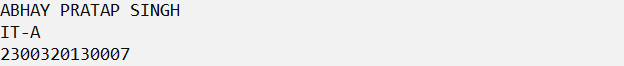 ABHAY PRATAP SINGH
IT-A
2300320130007